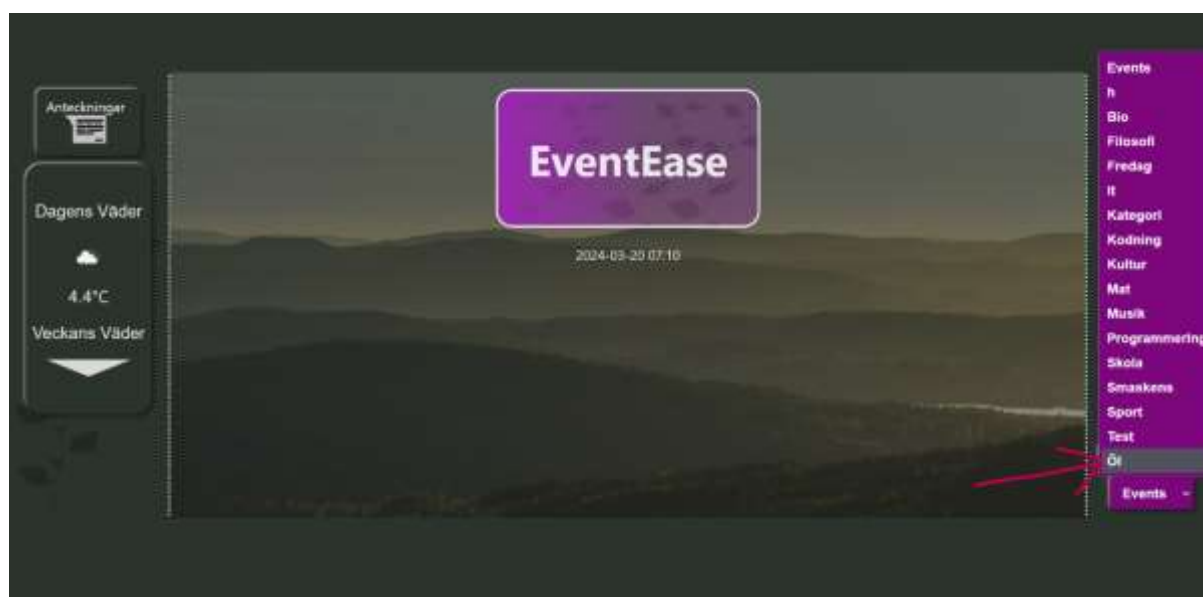 Anteckningar
Dagens Väder
4.4°C
Veckans Väder
EventEase
2024-03-20 07:10
Events
h
Bio
Filosofi
Fredag
It
Kategori
Kodning
Kultur
Mat
Musik
Programmering
Skola
Smaskens
Sport
Test
Öl
Events